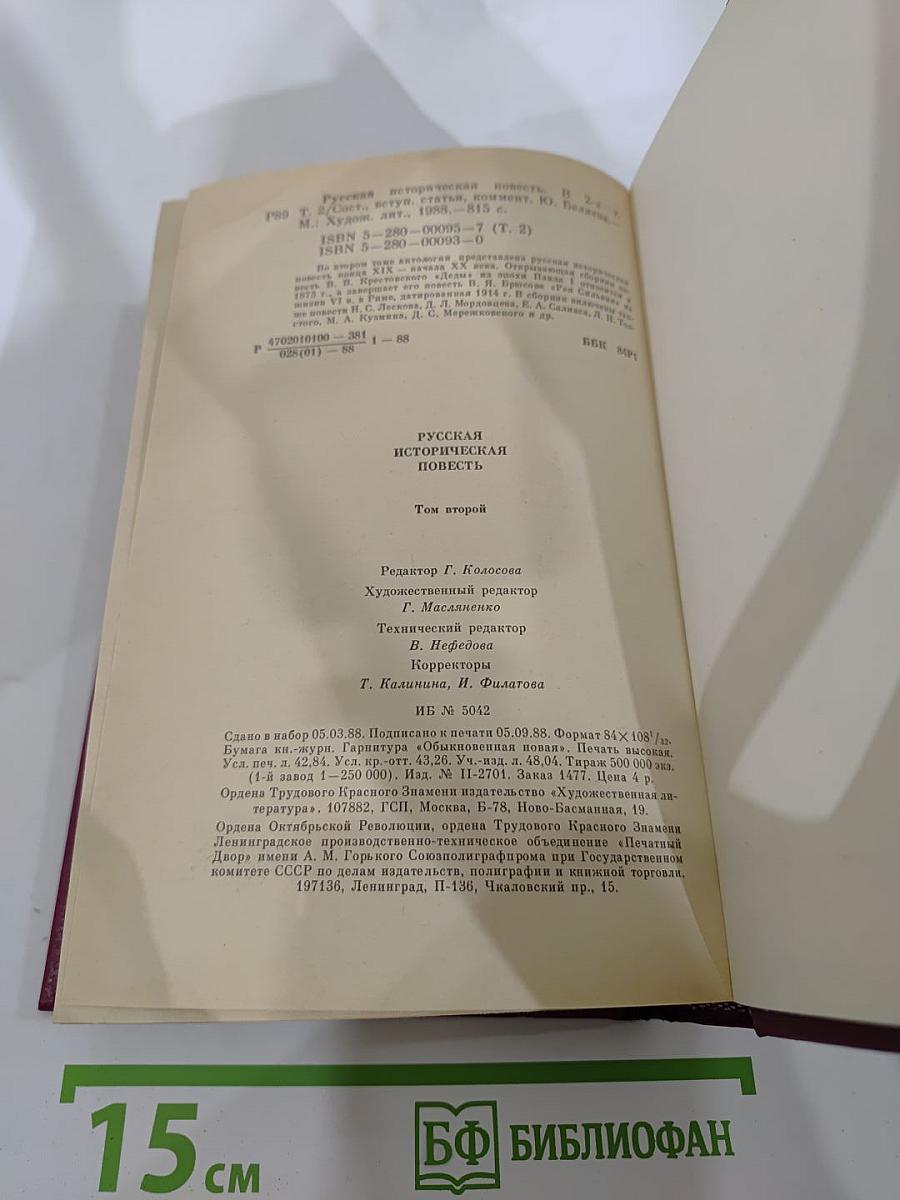 Русская историческая повесть. В 2-х т.
Р89 Т. 2/Сост., вступ. статья, коммент. Ю. Беляева.—
М.: Худож. лит., 1988.—815 с.
ISBN 5—280—00095—7 (Т. 2)
ISBN 5—280—00093—0
Во втором томе антологии представлена русская историческая
повесть конца XIX — начала XX века. Открывающая сборник по-
весть В. В. Крестовского «Деды» из эпохи Павла I относится к
1875 г., а завершает его повесть В. Я. Брюсова «Рея Сильвия» из
жизни VI в. в Риме, датированная 1914 г. В сборник включены так-
же повести Н. С. Лескова, Д. Л. Мордовцева, Е. А. Салиаса, Л. Н. Тол-
стого, М. А. Кузмина, Д. С. Мережковского и др.
Р 4702010100 — 381
028(01) — 88 1 — 88
ББК 84Р1
РУССКАЯ
ИСТОРИЧЕСКАЯ
ПОВЕСТЬ
Том второй
Редактор Г. Колосова
Художественный редактор
Г. Масляненко
Технический редактор
В. Нефедова
Корректоры
Т. Калинина, И. Филатова
ИБ № 5042
Сдано в набор 05.03.88. Подписано к печати 05.09.88. Формат 84×108¹/₃₂.
Бумага кн.-журн. Гарнитура «Обыкновенная новая». Печать высокая.
Усл. печ. л. 42,84. Усл. кр.-отт. 43,26. Уч.-изд. л. 48,04. Тираж 500 000 экз.
(1-й завод 1—250 000). Изд. № II-2701. Заказ 1477. Цена 4 р.
Ордена Трудового Красного Знамени издательство «Художественная ли-
тература». 107882, ГСП, Москва, Б-78, Ново-Басманная, 19.
Ордена Октябрьской Революции, ордена Трудового Красного Знамени
Ленинградское производственно-техническое объединение «Печатный
Двор» имени А. М. Горького Союзполиграфпрома при Государственном
комитете СССР по делам издательств, полиграфии и книжной торговли.
197136, Ленинград, П-136, Чкаловский пр., 15.
15 см
БФ БИБЛИОФАН